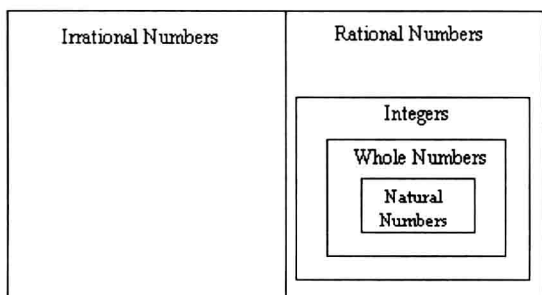 Irrational Numbers
Rational Numbers
Integers
Whole Numbers
Natural
Numbers